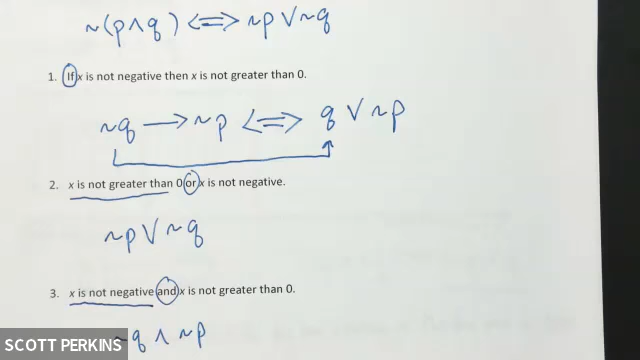 ~(p∧q) <=> ~p∨~q
1. If x is not negative then x is not greater than 0.
~q → ~p <=> q ∨ ~p
2. x is not greater than 0 or x is not negative.
~p ∨ ~q
3. x is not negative and x is not greater than 0.
~q ∧ ~p
SCOTT PERKINS